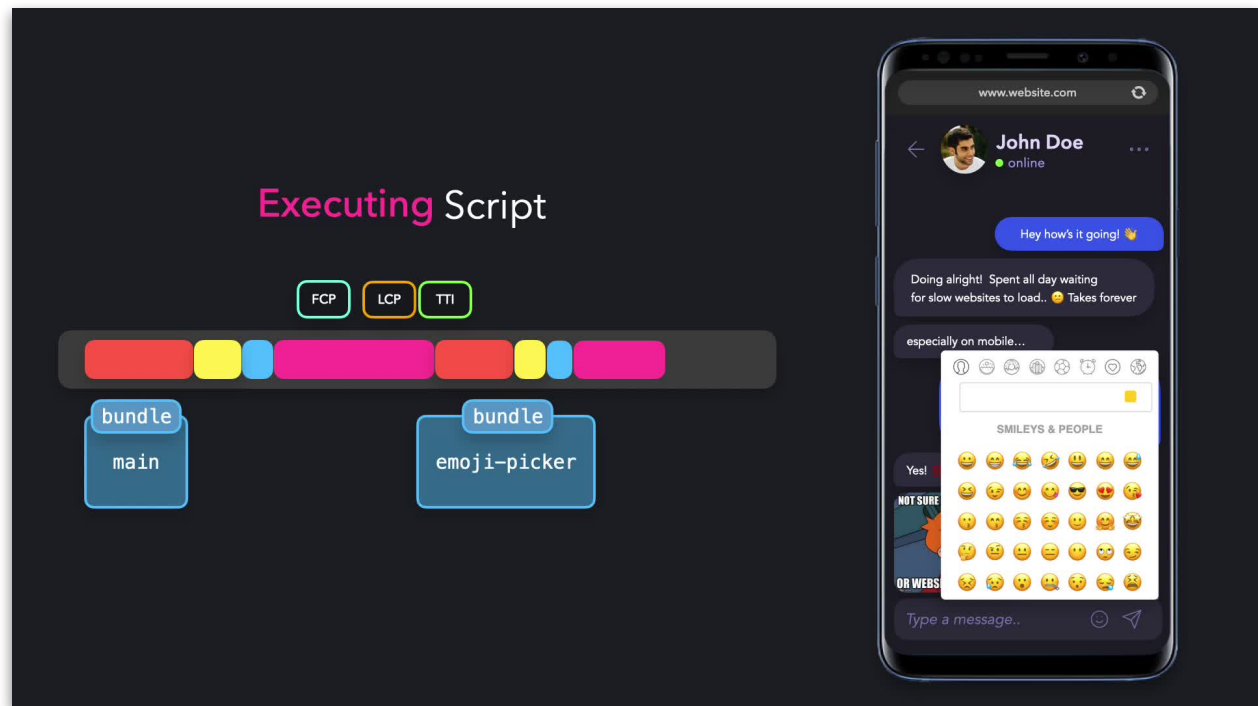 Executing Script
FCP
LCP
TTI
bundle
main
bundle
emoji-picker
www.website.com
John Doe
online
Hey how's it going! 👋
Doing alright! Spent all day waiting
for slow websites to load.. 😕 Takes forever
especially on mobile...
SMILEYS & PEOPLE
Yes!
NOT SURE
OR WEBS
Type a message..